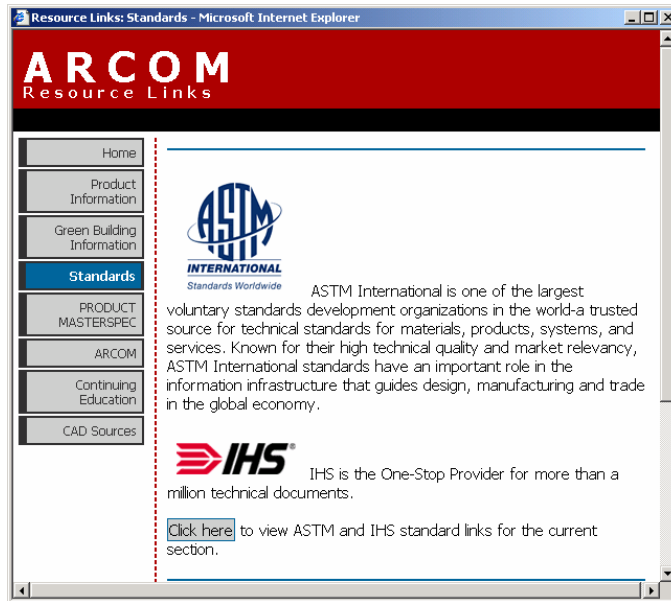 Resource Links: Standards - Microsoft Internet Explorer
ARCOM
Resource Links
Home
Product
Information
Green Building
Information
Standards
PRODUCT
MASTERSPEC
ARCOM
Continuing
Education
CAD Sources
ASTM
INTERNATIONAL
Standards Worldwide
ASTM International is one of the largest
voluntary standards development organizations in the world-a trusted
source for technical standards for materials, products, systems, and
services. Known for their high technical quality and market relevancy,
ASTM International standards have an important role in the
information infrastructure that guides design, manufacturing and trade
in the global economy.
IHS® IHS is the One-Stop Provider for more than a
million technical documents.
Click here to view ASTM and IHS standard links for the current
section.